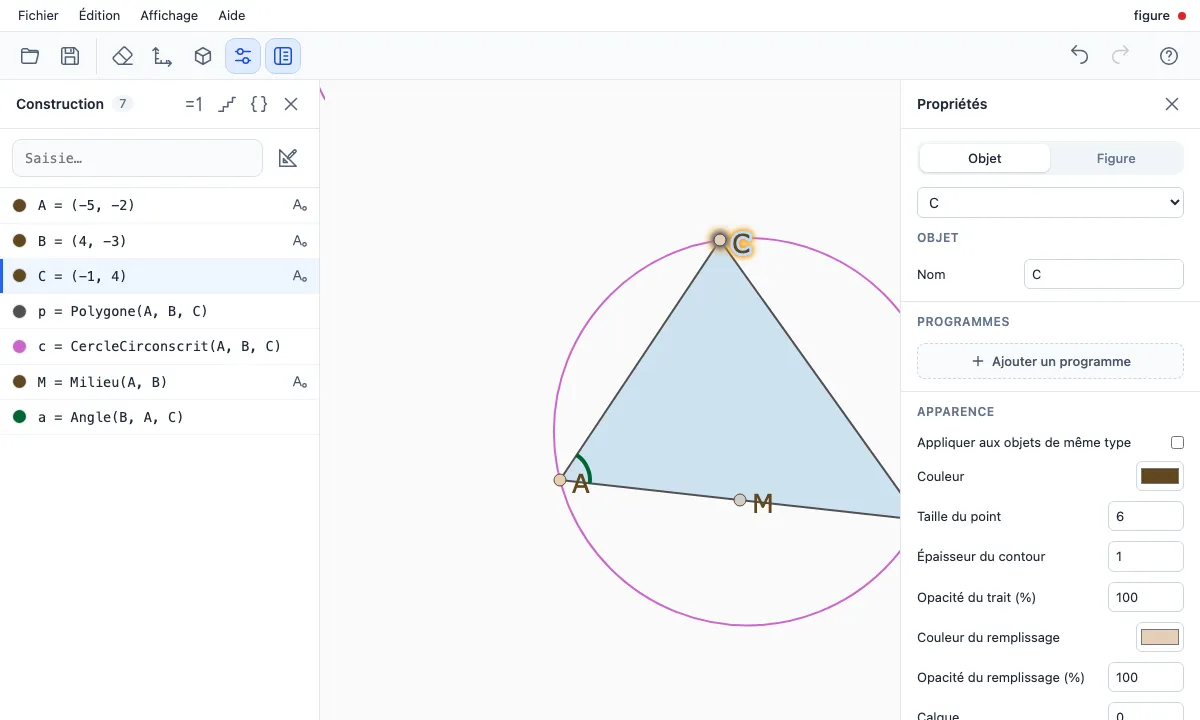 Fichier Édition Affichage Aide figure
Construction 7 =1 {}
Saisie…
A = (−5, −2)
B = (4, −3)
C = (−1, 4)
p = Polygone(A, B, C)
c = CercleCirconscrit(A, B, C)
M = Milieu(A, B)
a = Angle(B, A, C)
C
A
M
Propriétés
Objet Figure
C
OBJET
Nom C
PROGRAMMES
+ Ajouter un programme
APPARENCE
Appliquer aux objets de même type
Couleur
Taille du point 6
Épaisseur du contour 1
Opacité du trait (%) 100
Couleur du remplissage
Opacité du remplissage (%) 100
Calque 0